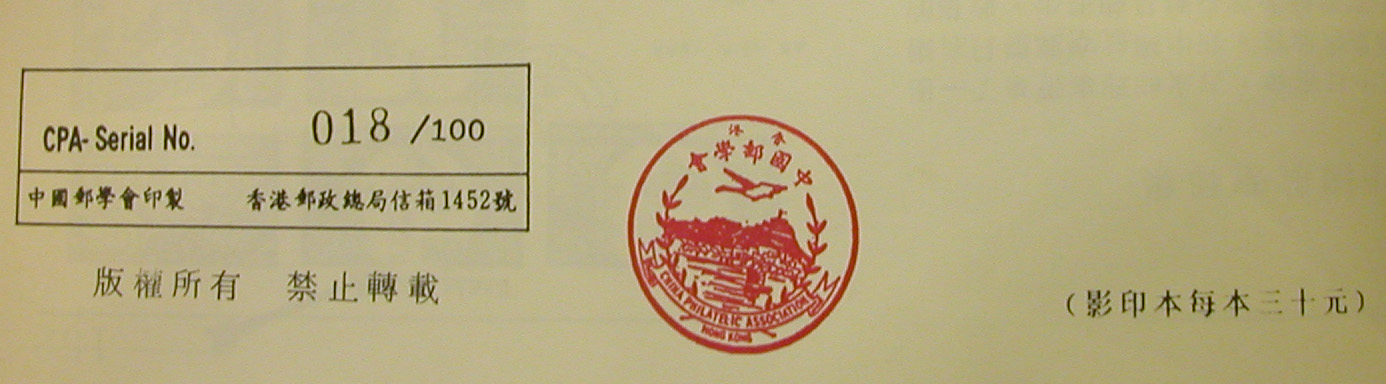 CPA- Serial No. 018 /100
中國郵學會印製 香港郵政總局信箱1452號
版權所有 禁止轉載
香港
中國郵學會
CHINA PHILATELIC ASSOCIATION
HONG KONG
(影印本每本三十元)